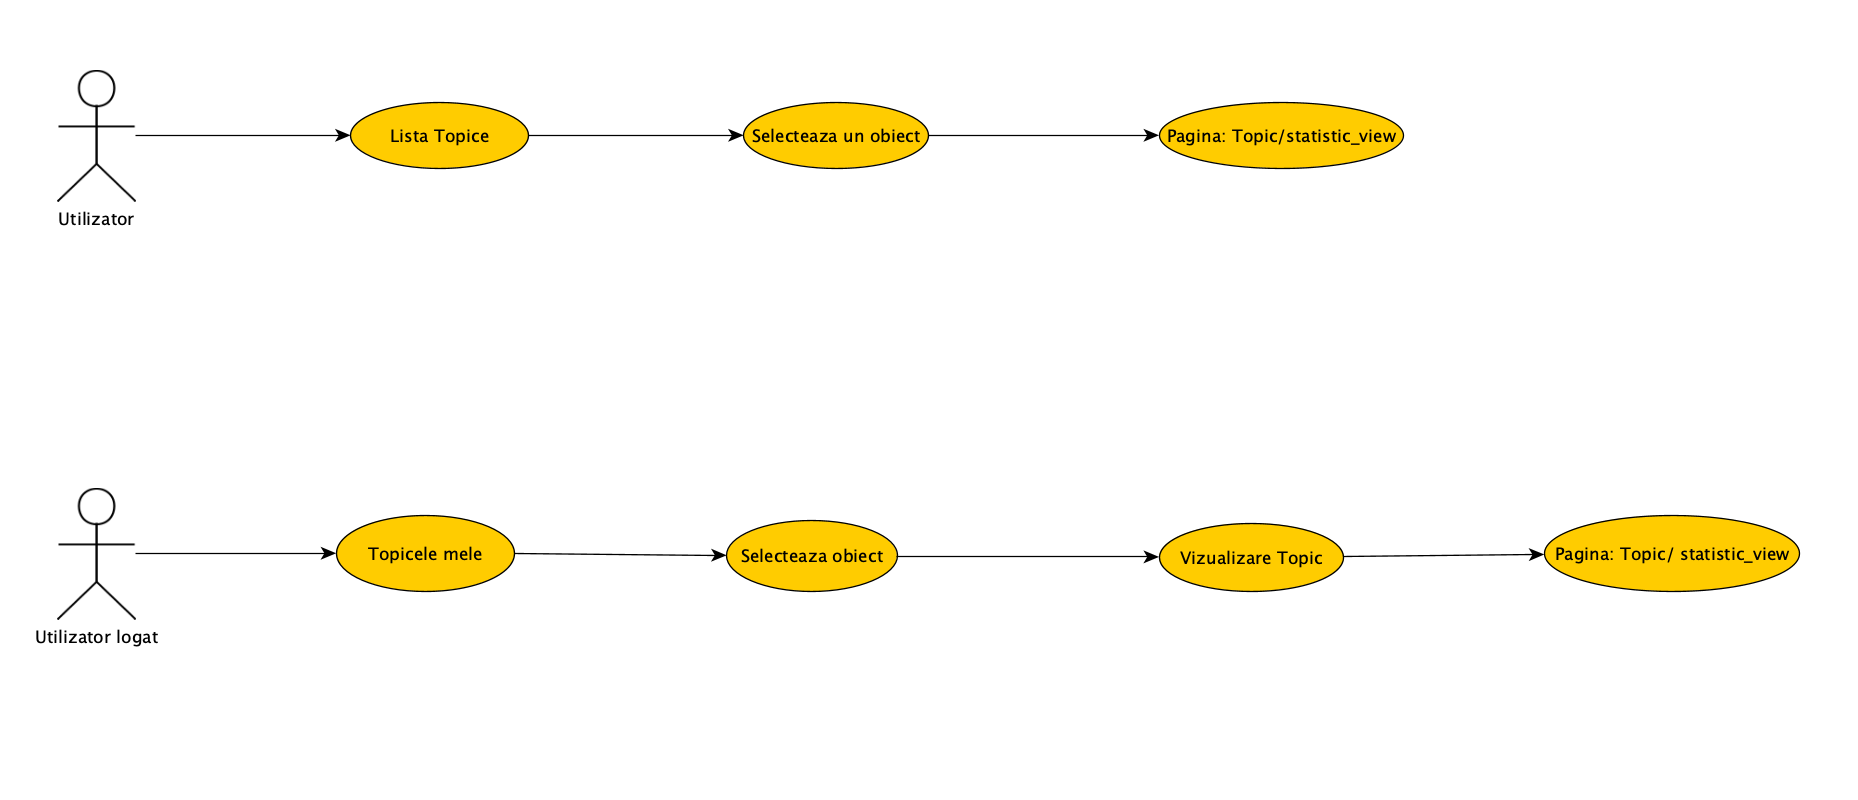 Lista Topice
Selecteaza un obiect
Pagina: Topic/statistic_view
Utilizator
Topicele mele
Selecteaza obiect
Vizualizare Topic
Pagina: Topic/ statistic_view
Utilizator logat